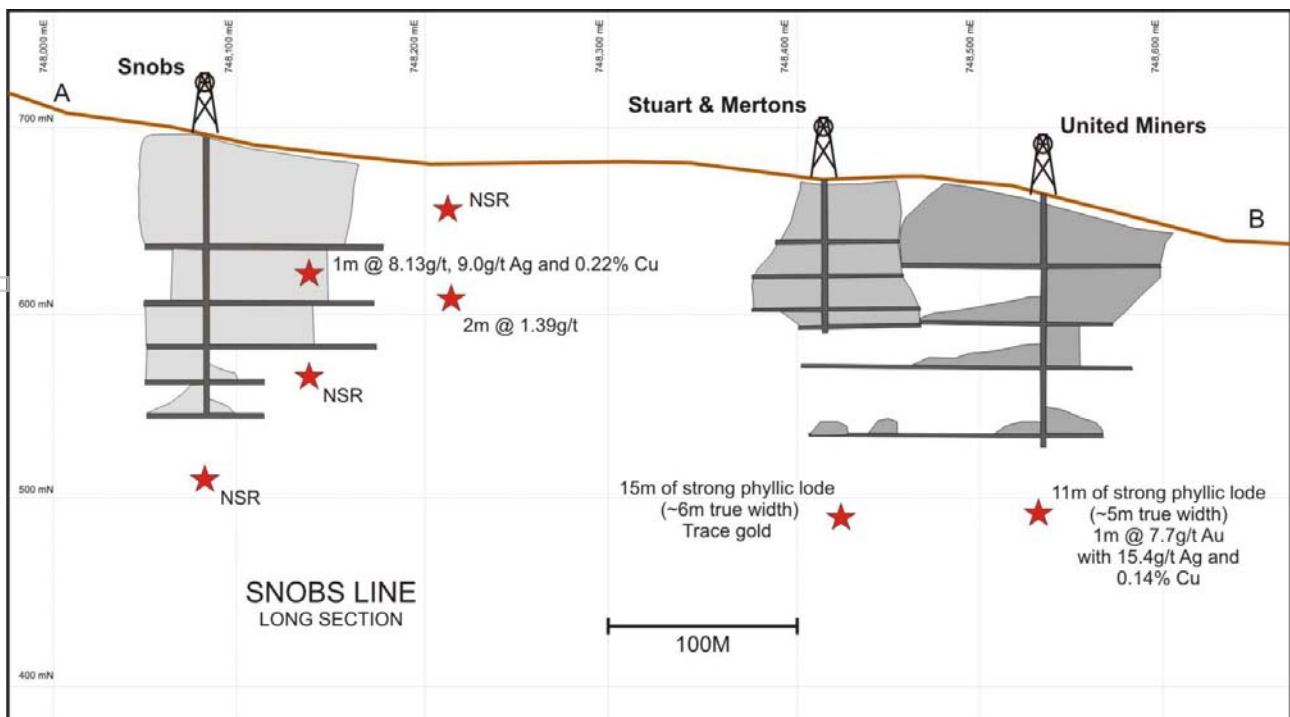 748,000 mE
748,100 mE
748,200 mE
748,300 mE
748,400 mE
748,500 mE
748,600 mE
Snobs
A
Stuart & Mertons
United Miners
700 mN
B
NSR
1m @ 8.13g/t, 9.0g/t Ag and 0.22% Cu
600 mN
2m @ 1.39g/t
NSR
NSR
500 mN
15m of strong phyllic lode
(~6m true width)
Trace gold
11m of strong phyllic lode
(~5m true width)
1m @ 7.7g/t Au
with 15.4g/t Ag and
0.14% Cu
SNOBS LINE
LONG SECTION
100M
400 mN